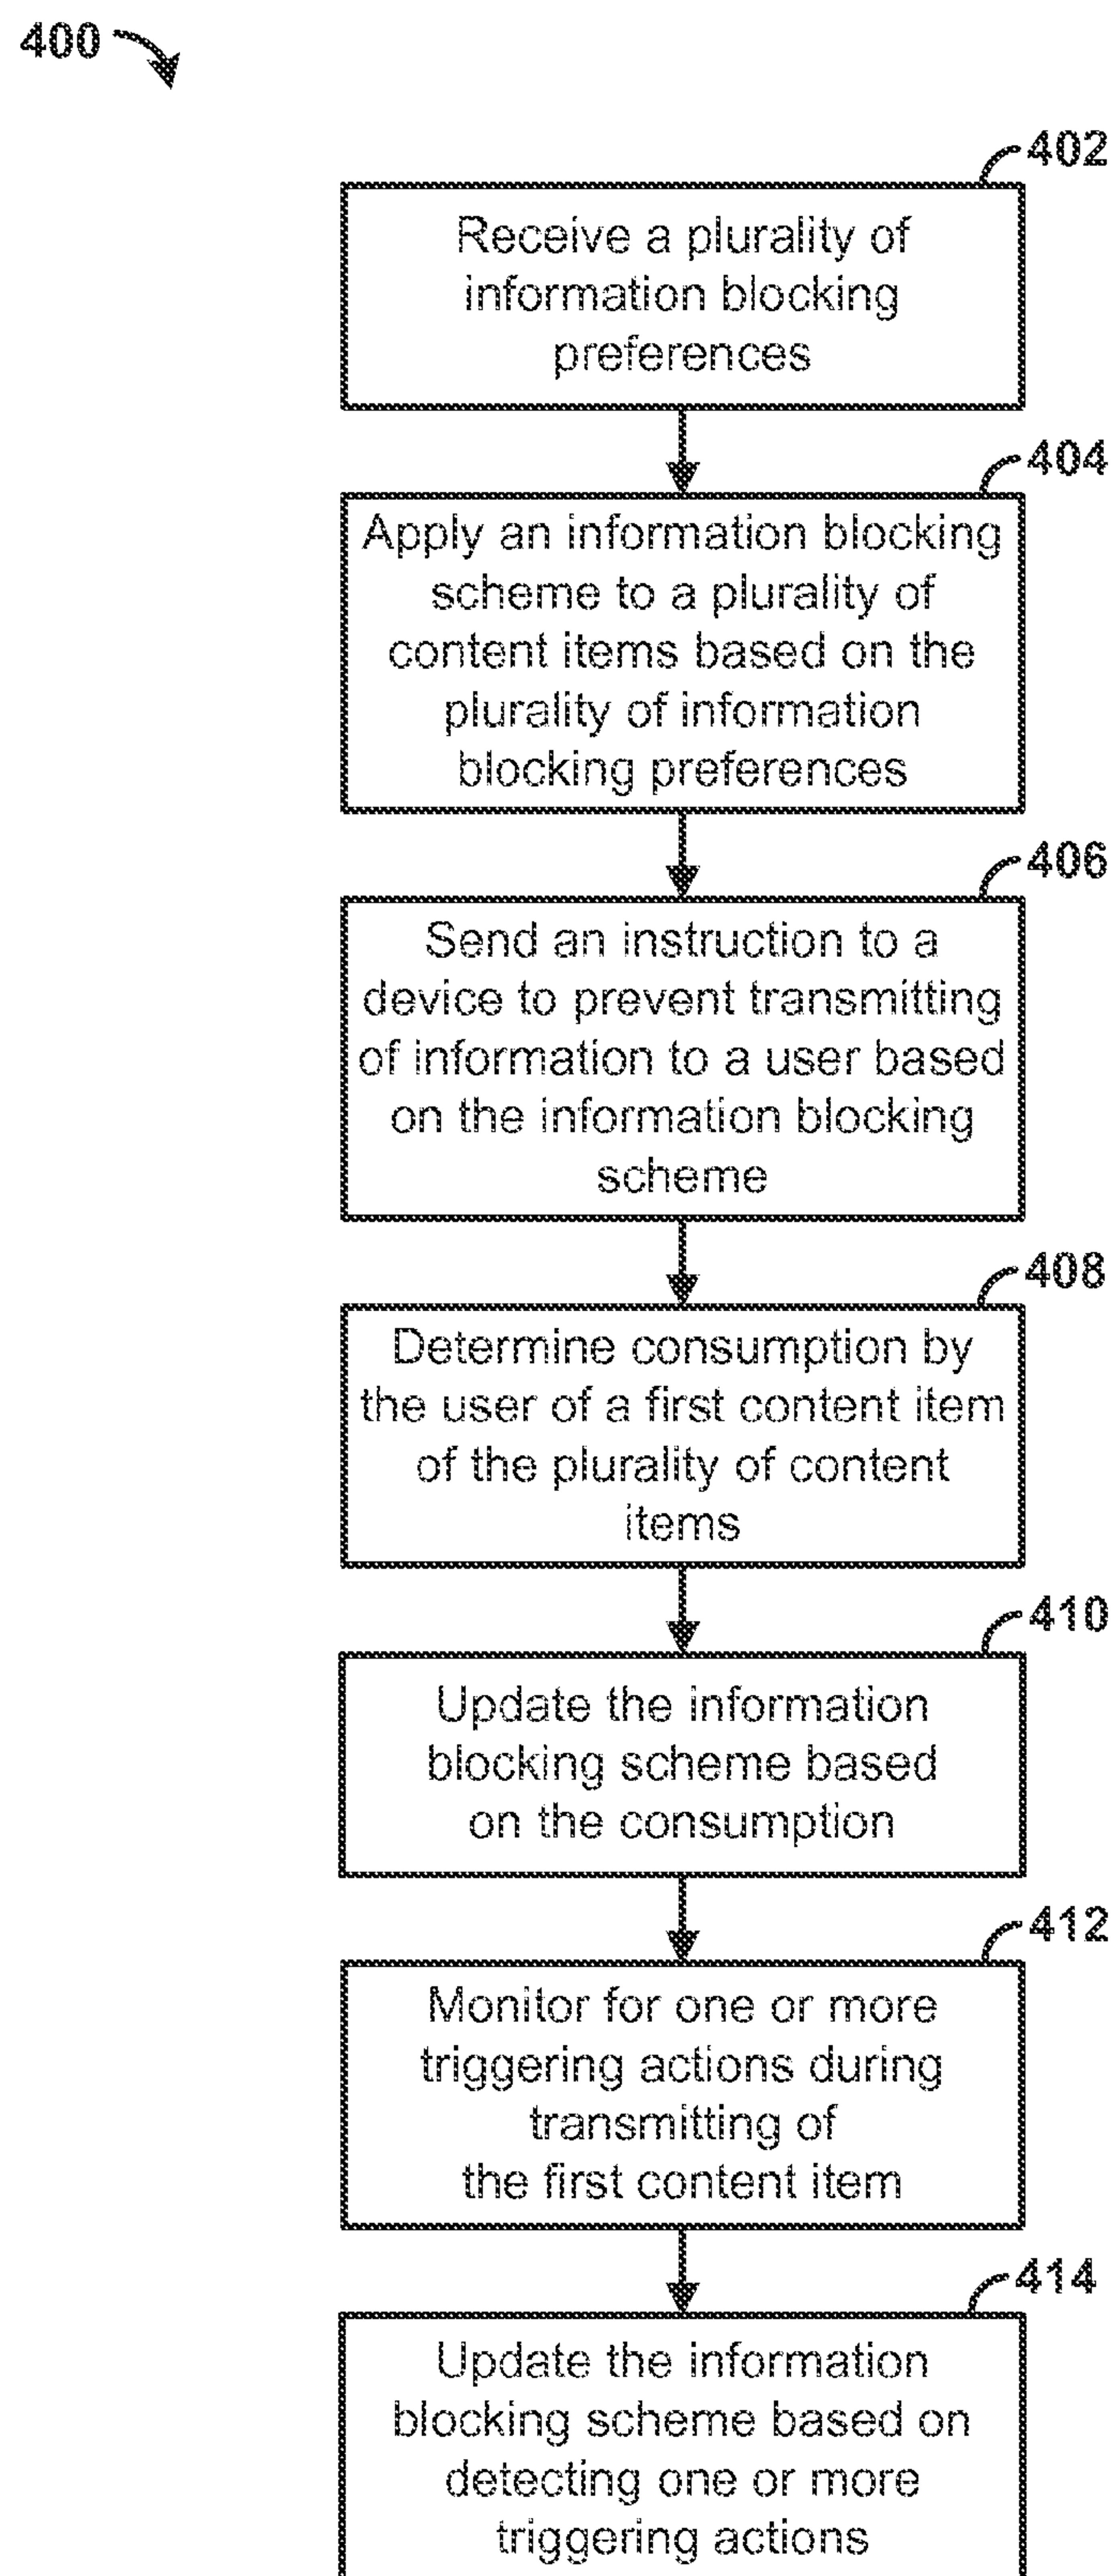 400
402
Receive a plurality of
information blocking
preferences
404
Apply an information blocking
scheme to a plurality of
content items based on the
plurality of information
blocking preferences
406
Send an instruction to a
device to prevent transmitting
of information to a user based
on the information blocking
scheme
408
Determine consumption by
the user of a first content item
of the plurality of content
items
410
Update the information
blocking scheme based
on the consumption
412
Monitor for one or more
triggering actions during
transmitting of
the first content item
414
Update the information
blocking scheme based on
detecting one or more
triggering actions